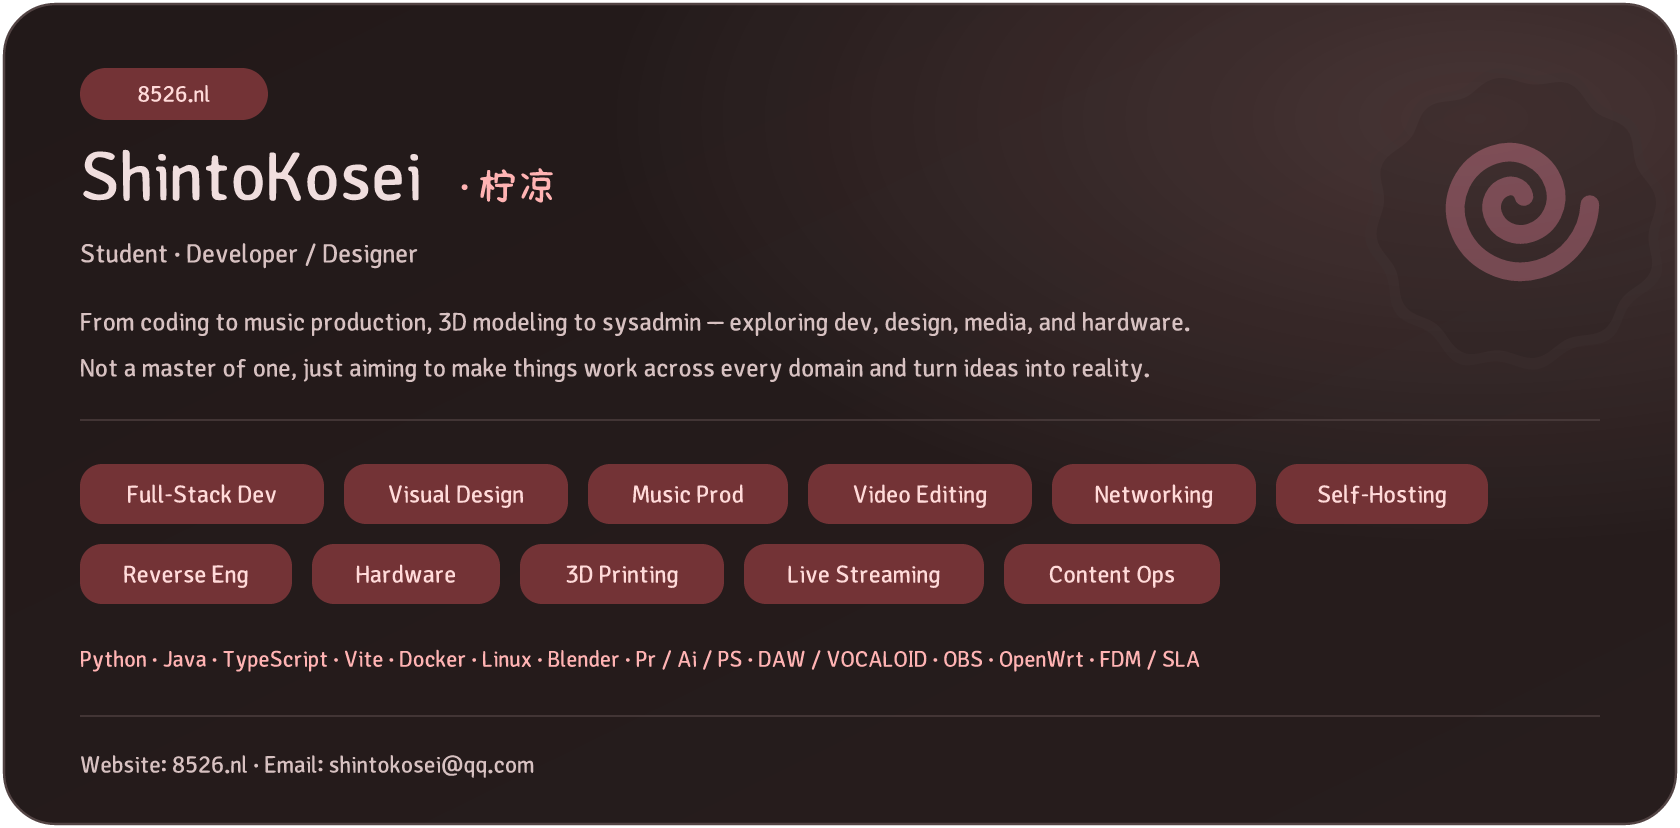 8526.nl
ShintoKosei · 柠凉
Student · Developer / Designer
From coding to music production, 3D modeling to sysadmin — exploring dev, design, media, and hardware.
Not a master of one, just aiming to make things work across every domain and turn ideas into reality.
Full-Stack Dev Visual Design Music Prod Video Editing Networking Self-Hosting
Reverse Eng Hardware 3D Printing Live Streaming Content Ops
Python · Java · TypeScript · Vite · Docker · Linux · Blender · Pr / Ai / PS · DAW / VOCALOID · OBS · OpenWrt · FDM / SLA
Website: 8526.nl · Email: shintokosei@qq.com